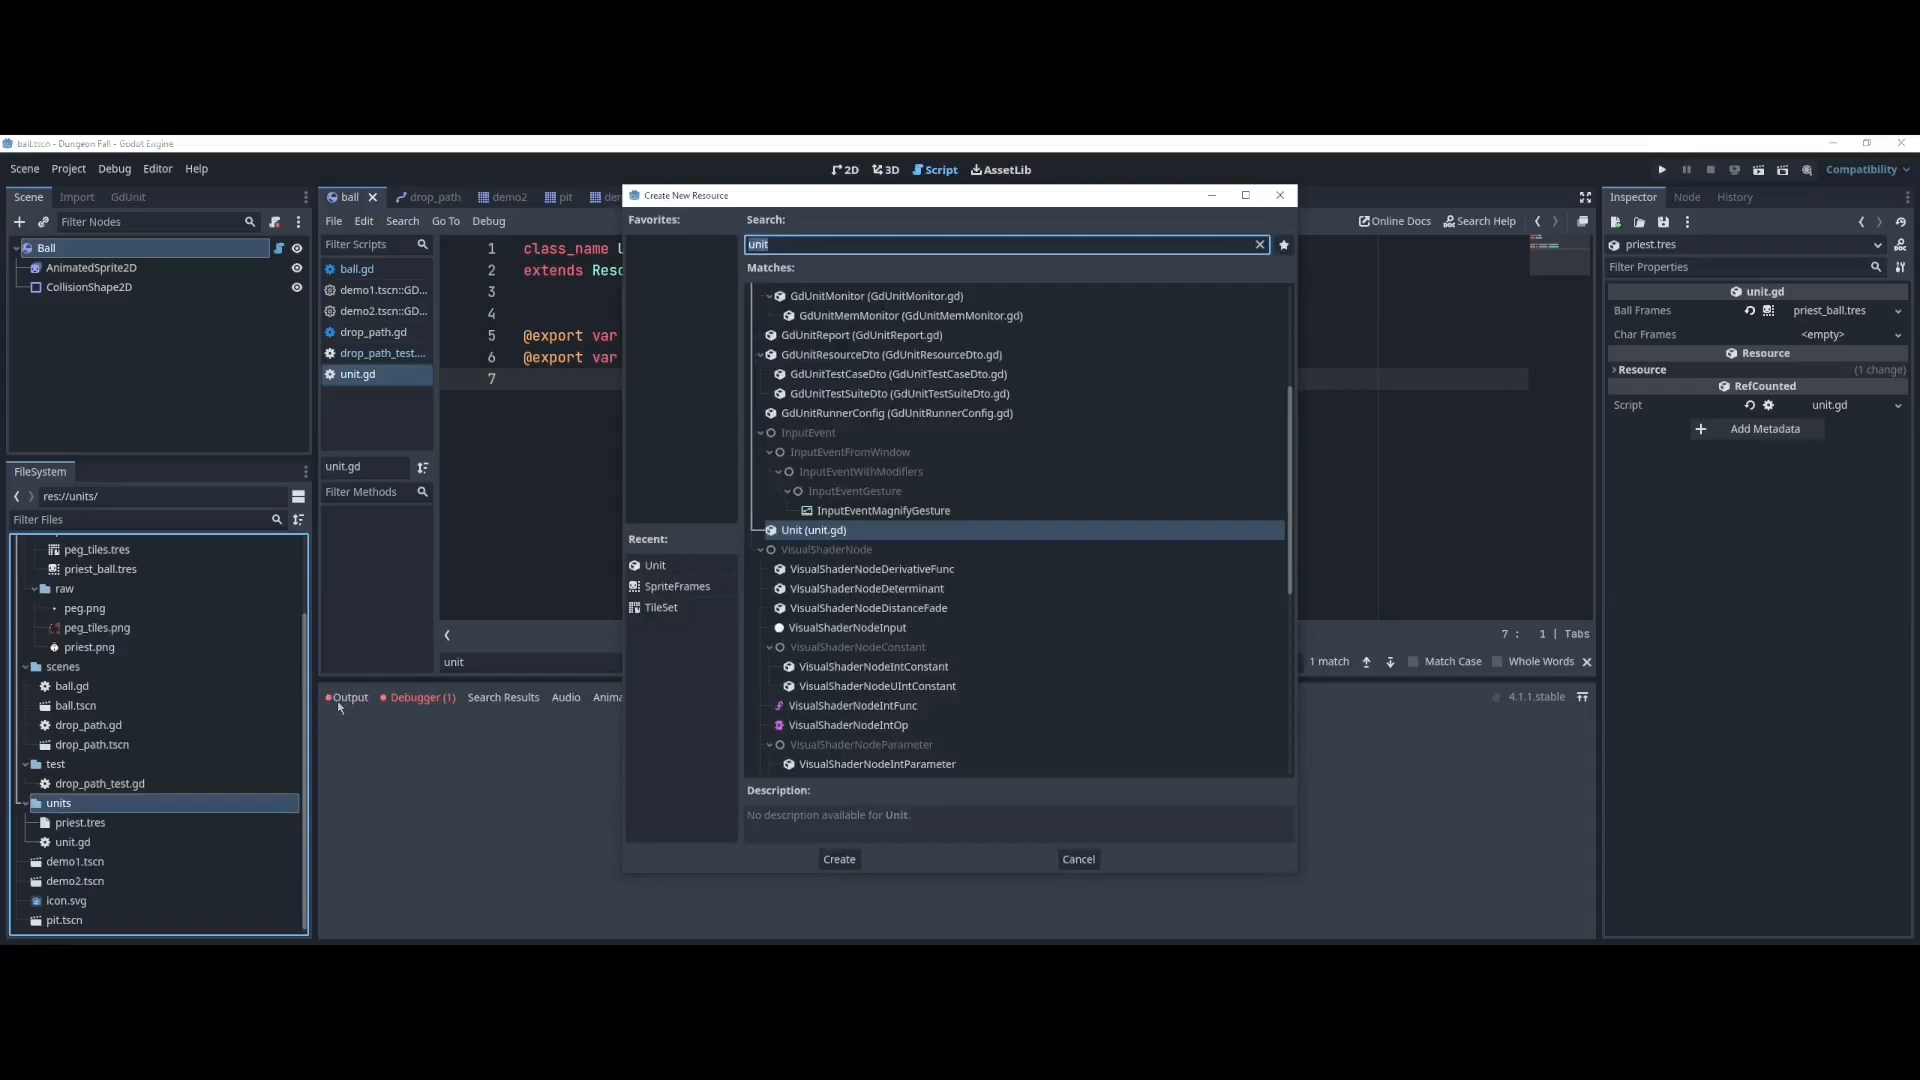 ball.tscn - Dungeon Fall - Godot Engine
Scene Project Debug Editor Help
2D 3D Script AssetLib
Compatibility
Scene Import GdUnit
Filter Nodes
Ball
AnimatedSprite2D
CollisionShape2D
FileSystem
res://units/
Filter Files
peg_tiles.tres
priest_ball.tres
raw
peg.png
peg_tiles.png
priest.png
scenes
ball.gd
ball.tscn
drop_path.gd
drop_path.tscn
test
drop_path_test.gd
units
priest.tres
unit.gd
demo1.tscn
demo2.tscn
icon.svg
pit.tscn
ball drop_path demo2 pit
File Edit Search Go To Debug
Online Docs Search Help
Filter Scripts
ball.gd
demo1.tscn::GD...
demo2.tscn::GD...
drop_path.gd
drop_path_test....
unit.gd
unit.gd
Filter Methods
1 class_name
2 extends Reso
3
4
5 @export var
6 @export var
7
7 : 1 | Tabs
unit
1 match Match Case Whole Words
Output Debugger (1) Search Results Audio Anima
4.1.1.stable
Create New Resource
Favorites:
Recent:
Unit
SpriteFrames
TileSet
Search:
unit
Matches:
GdUnitMonitor (GdUnitMonitor.gd)
GdUnitMemMonitor (GdUnitMemMonitor.gd)
GdUnitReport (GdUnitReport.gd)
GdUnitResourceDto (GdUnitResourceDto.gd)
GdUnitTestCaseDto (GdUnitTestCaseDto.gd)
GdUnitTestSuiteDto (GdUnitTestSuiteDto.gd)
GdUnitRunnerConfig (GdUnitRunnerConfig.gd)
InputEvent
InputEventFromWindow
InputEventWithModifiers
InputEventGesture
InputEventMagnifyGesture
Unit (unit.gd)
VisualShaderNode
VisualShaderNodeDerivativeFunc
VisualShaderNodeDeterminant
VisualShaderNodeDistanceFade
VisualShaderNodeInput
VisualShaderNodeConstant
VisualShaderNodeIntConstant
VisualShaderNodeUIntConstant
VisualShaderNodeIntFunc
VisualShaderNodeIntOp
VisualShaderNodeParameter
VisualShaderNodeIntParameter
Description:
No description available for Unit.
Create Cancel
Inspector Node History
priest.tres
Filter Properties
unit.gd
Ball Frames priest_ball.tres
Char Frames <empty>
Resource
Resource (1 change)
RefCounted
Script unit.gd
Add Metadata